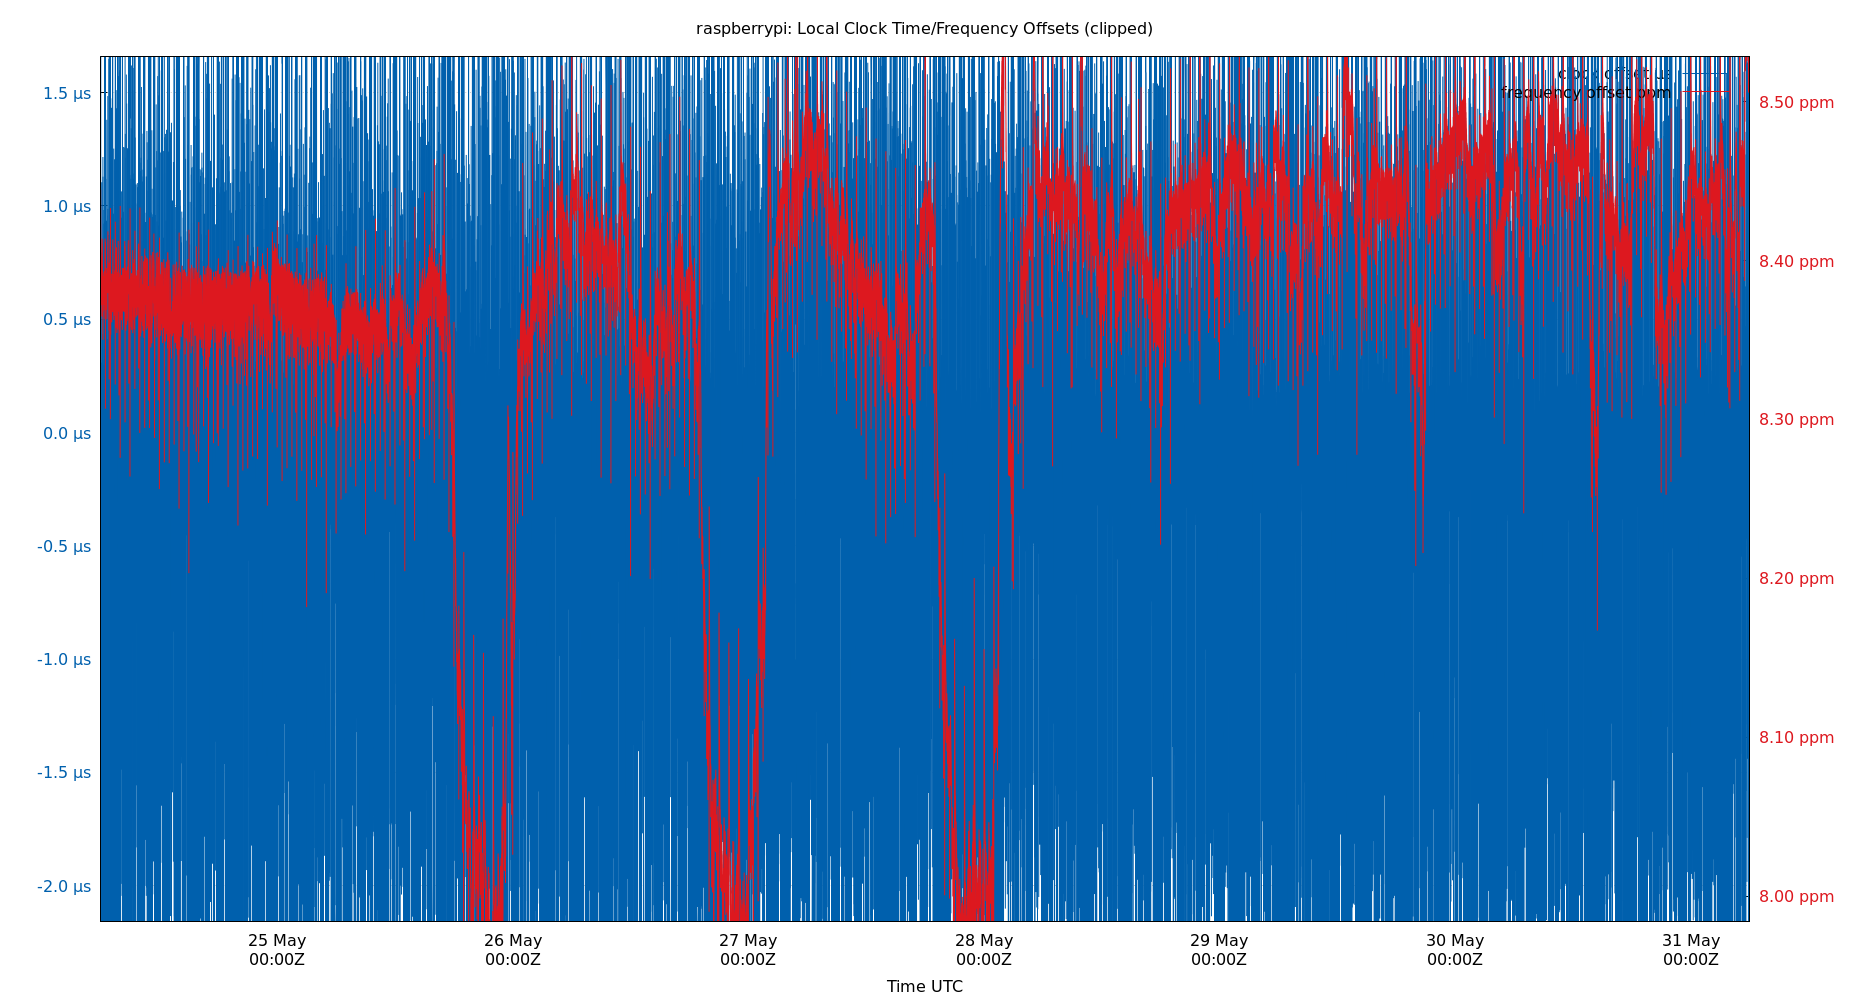 raspberrypi: Local Clock Time/Frequency Offsets (clipped)
clock offset µs
frequency offset ppm
1.5 µs
1.0 µs
0.5 µs
0.0 µs
-0.5 µs
-1.0 µs
-1.5 µs
-2.0 µs
8.50 ppm
8.40 ppm
8.30 ppm
8.20 ppm
8.10 ppm
8.00 ppm
25 May 26 May 27 May 28 May 29 May 30 May 31 May
00:00Z 00:00Z 00:00Z 00:00Z 00:00Z 00:00Z 00:00Z
Time UTC